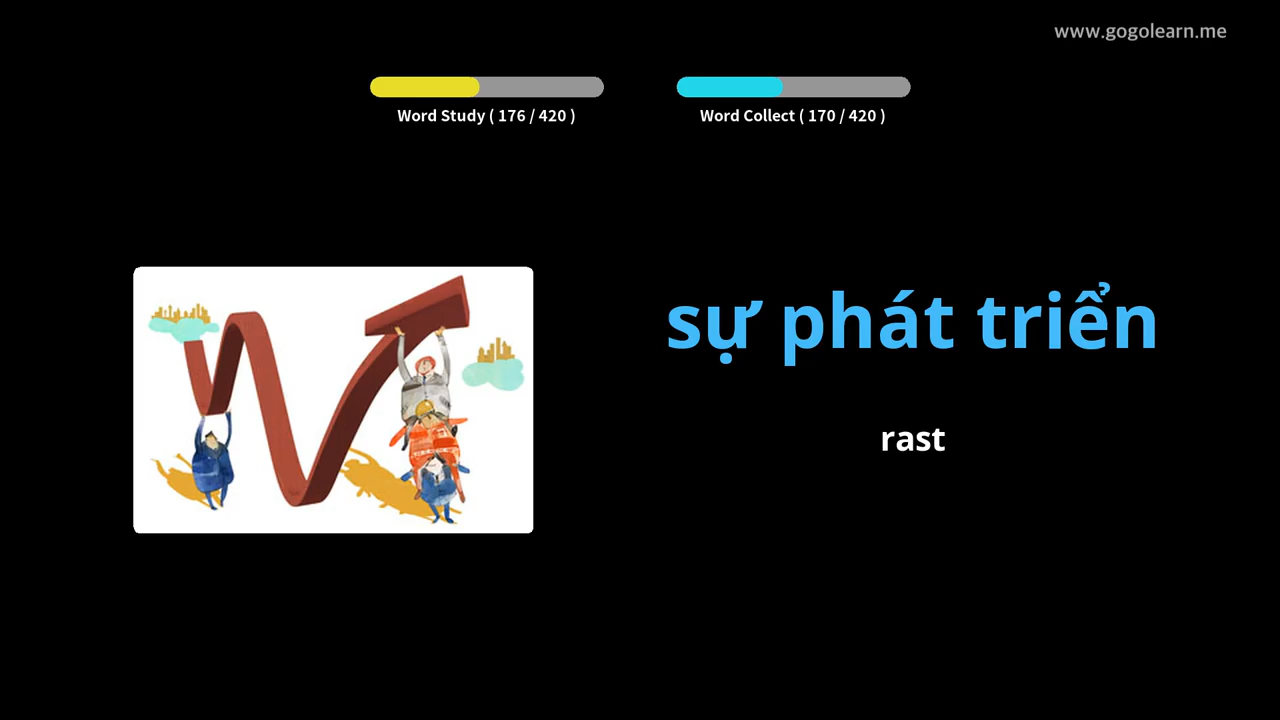 www.gogolearn.me
Word Study ( 176 / 420 )
Word Collect ( 170 / 420 )
sự phát triển
rast